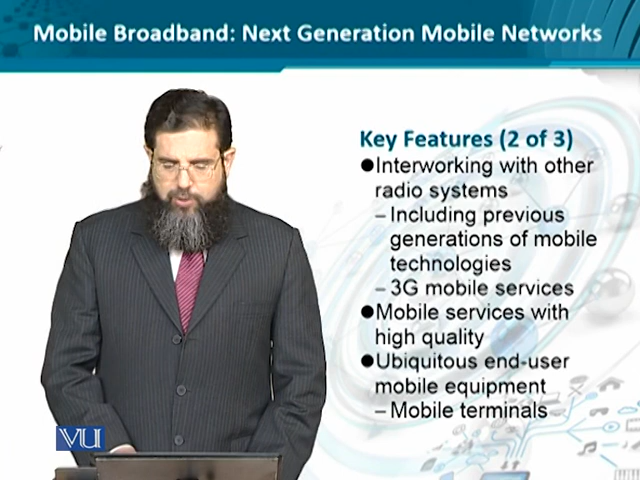 Mobile Broadband: Next Generation Mobile Networks
Key Features (2 of 3)
●Interworking with other
radio systems
– Including previous
generations of mobile
technologies
– 3G mobile services
●Mobile services with
high quality
●Ubiquitous end-user
mobile equipment
– Mobile terminals
VU